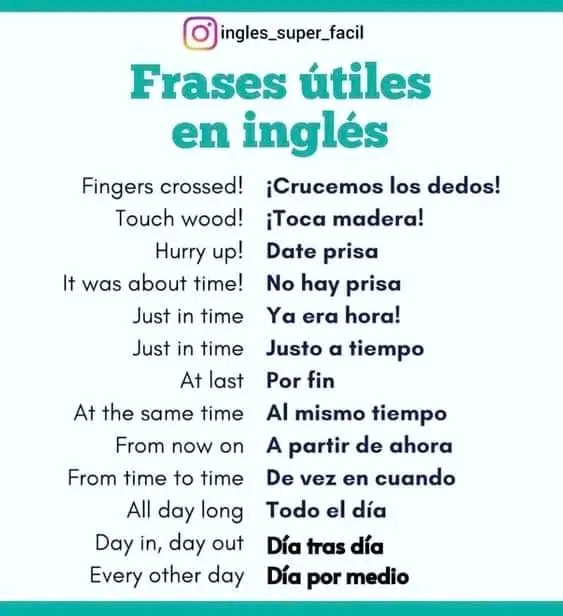 ingles_super_facil
Frases útiles
en inglés
Fingers crossed! ¡Crucemos los dedos!
Touch wood! ¡Toca madera!
Hurry up! Date prisa
It was about time! No hay prisa
Just in time Ya era hora!
Just in time Justo a tiempo
At last Por fin
At the same time Al mismo tiempo
From now on A partir de ahora
From time to time De vez en cuando
All day long Todo el día
Day in, day out Día tras día
Every other day Día por medio